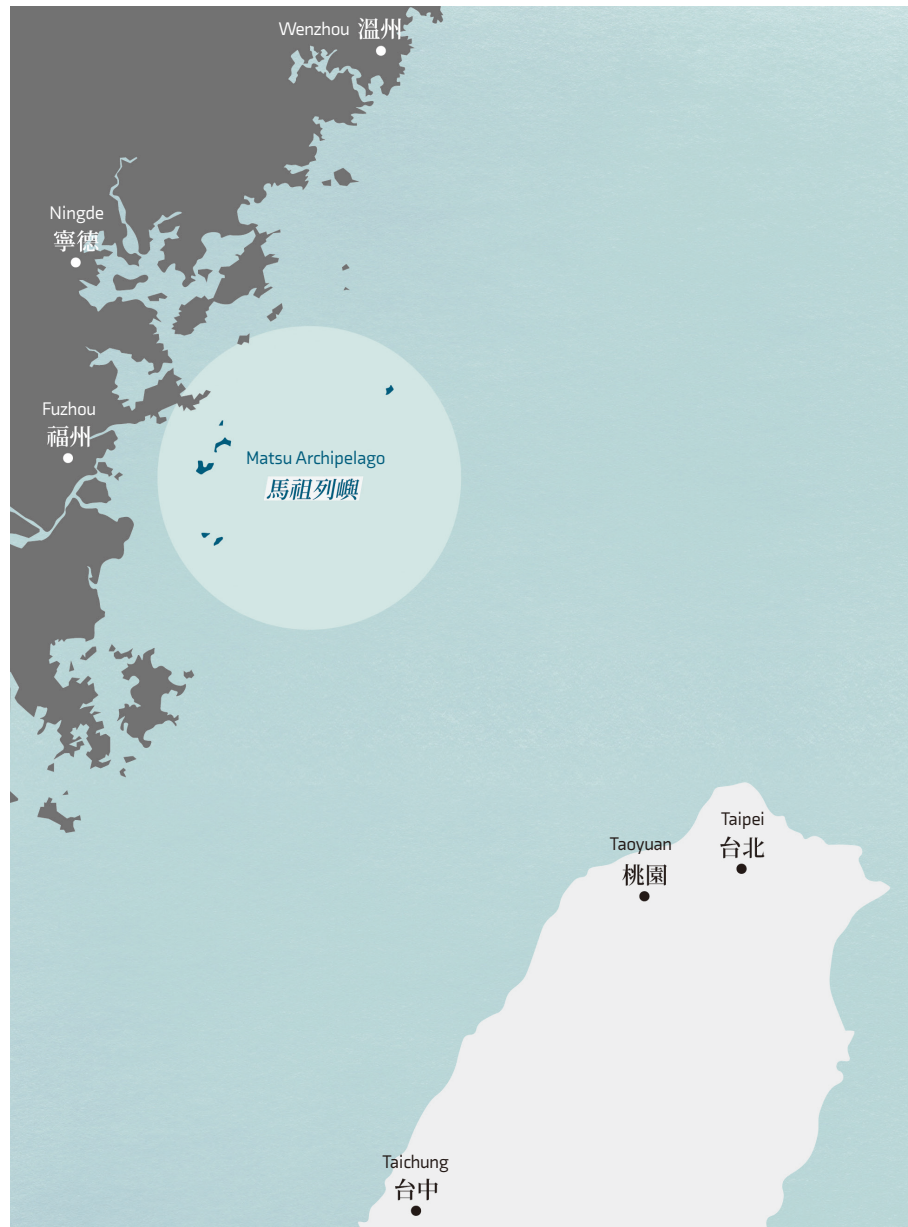 Wenzhou 溫州
Ningde
寧德
Fuzhou
福州
Matsu Archipelago
馬祖列嶼
Taipei
台北
Taoyuan
桃園
Taichung
台中